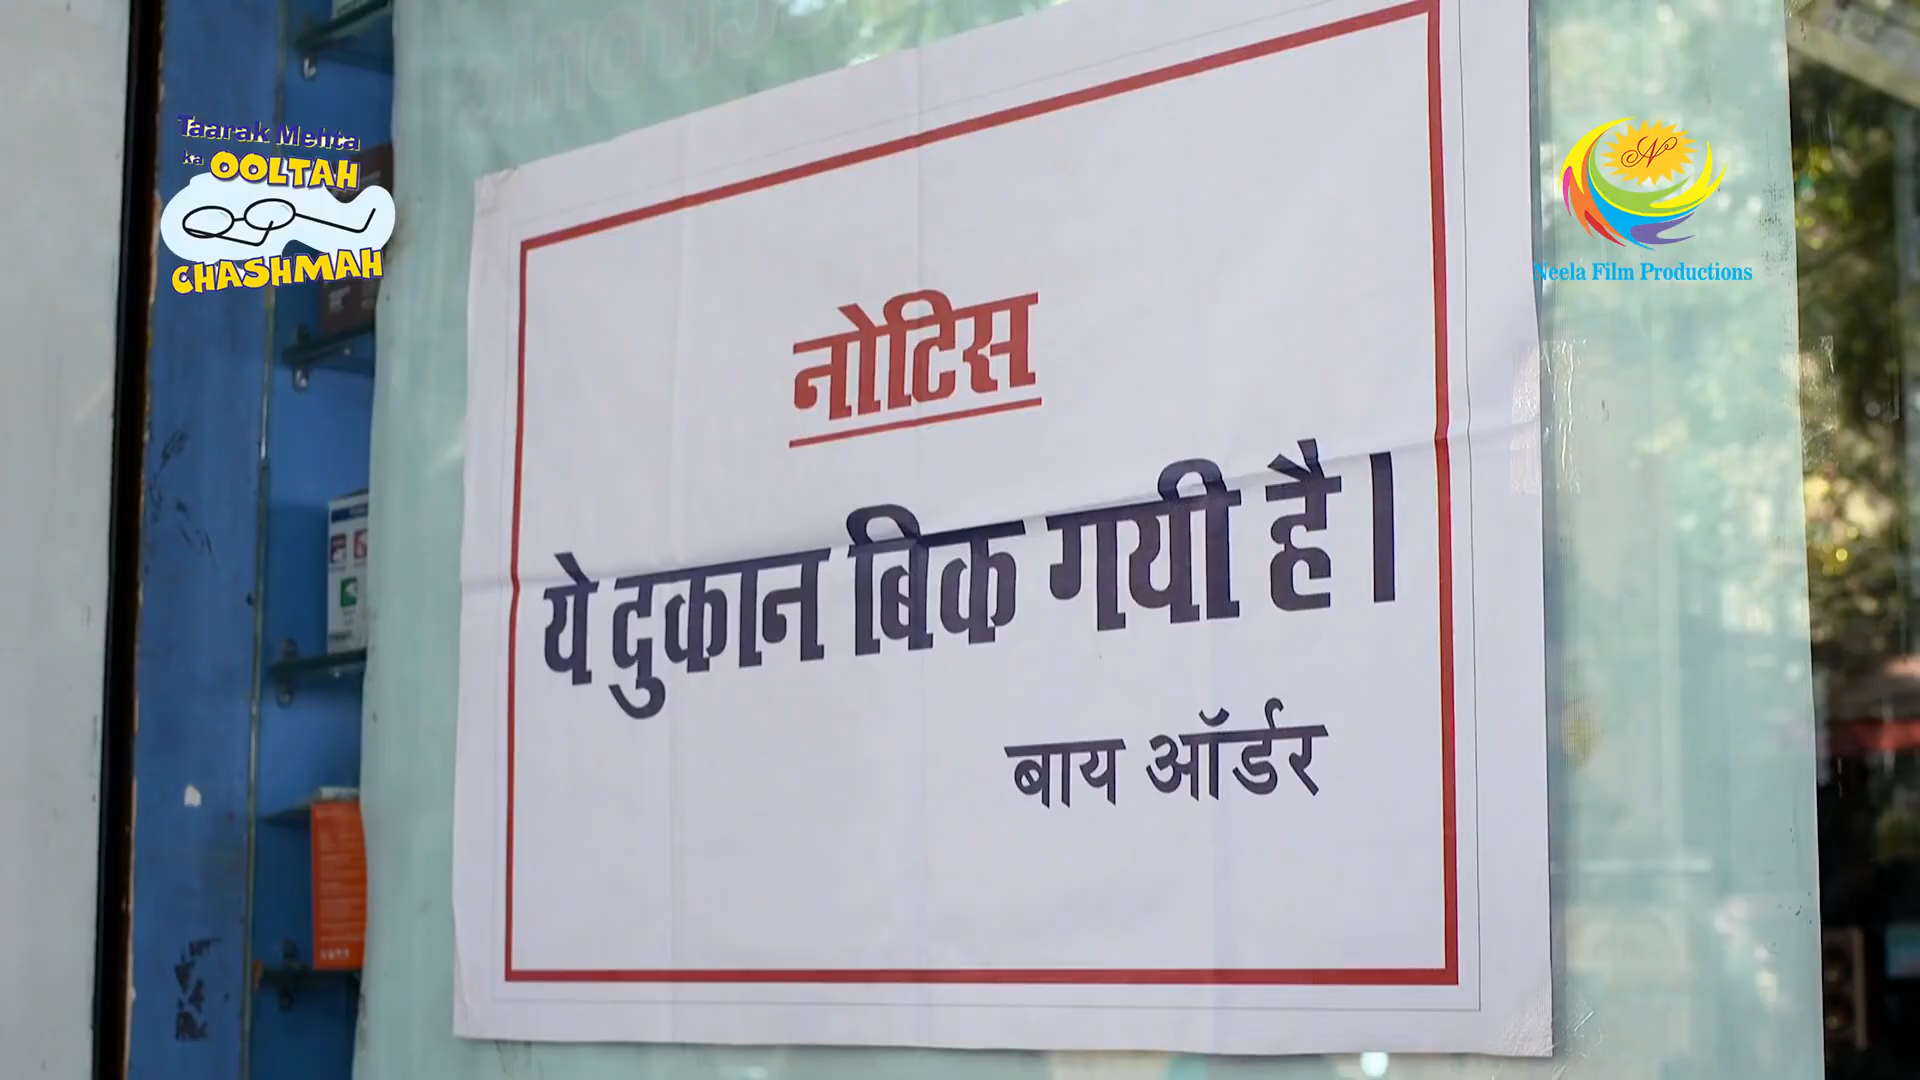 Taarak Mehta
ka OOLTAH
CHASHMAH
Neela Film Productions
नोटिस
ये दुकान बिक गयी है।
बाय ऑर्डर